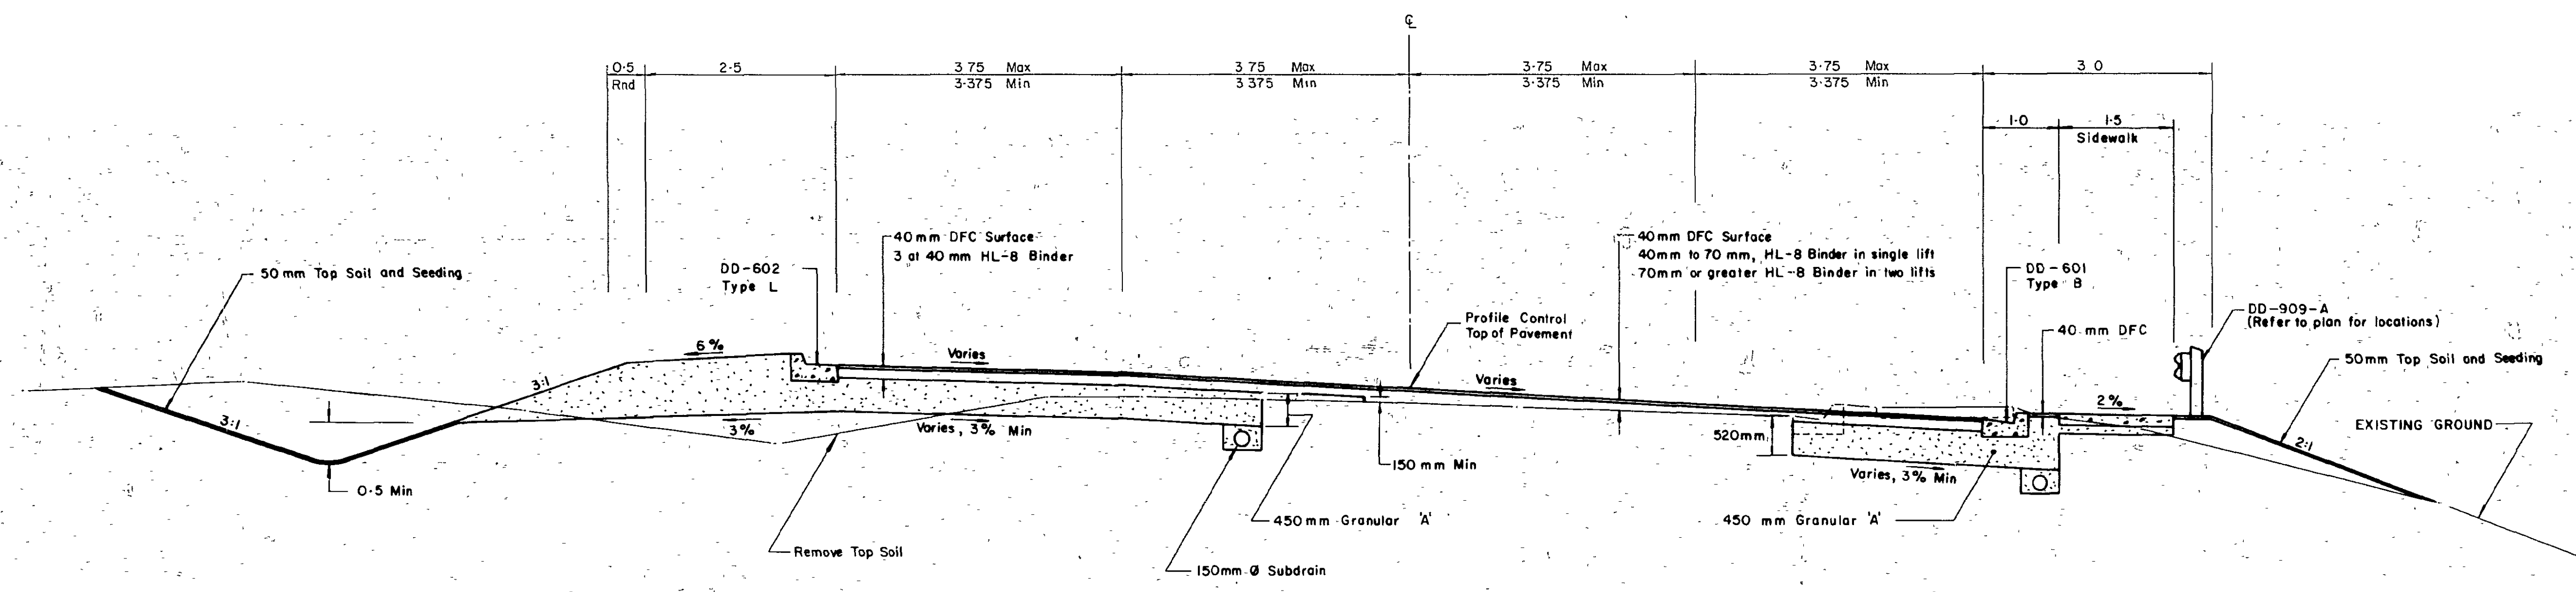 ℄
0·5
2·5
3 75 Max
3 75 Max
3·75 Max
3·75 Max
3 0
Rnd
3·375 Min
3 375 Min
3·375 Min
3·375 Min
1·0
1·5
Sidewalk
40 mm DFC Surface
3 at 40 mm HL-8 Binder
40 mm DFC Surface
40mm to 70 mm, HL-8 Binder in single lift
70mm or greater HL-8 Binder in two lifts
50 mm Top Soil and Seeding
DD-602
Type L
DD-601
Type B
Profile Control
Top of Pavement
DD-909-A
(Refer to plan for locations)
40 mm DFC
50mm Top Soil and Seeding
6 %
Varies
Varies
3:1
2 %
3:1
3%
Varies, 3% Min
520mm
EXISTING GROUND
2:1
150 mm Min
Varies, 3% Min
0·5 Min
450 mm Granular 'A'
450 mm Granular 'A'
Remove Top Soil
150mm Ø Subdrain